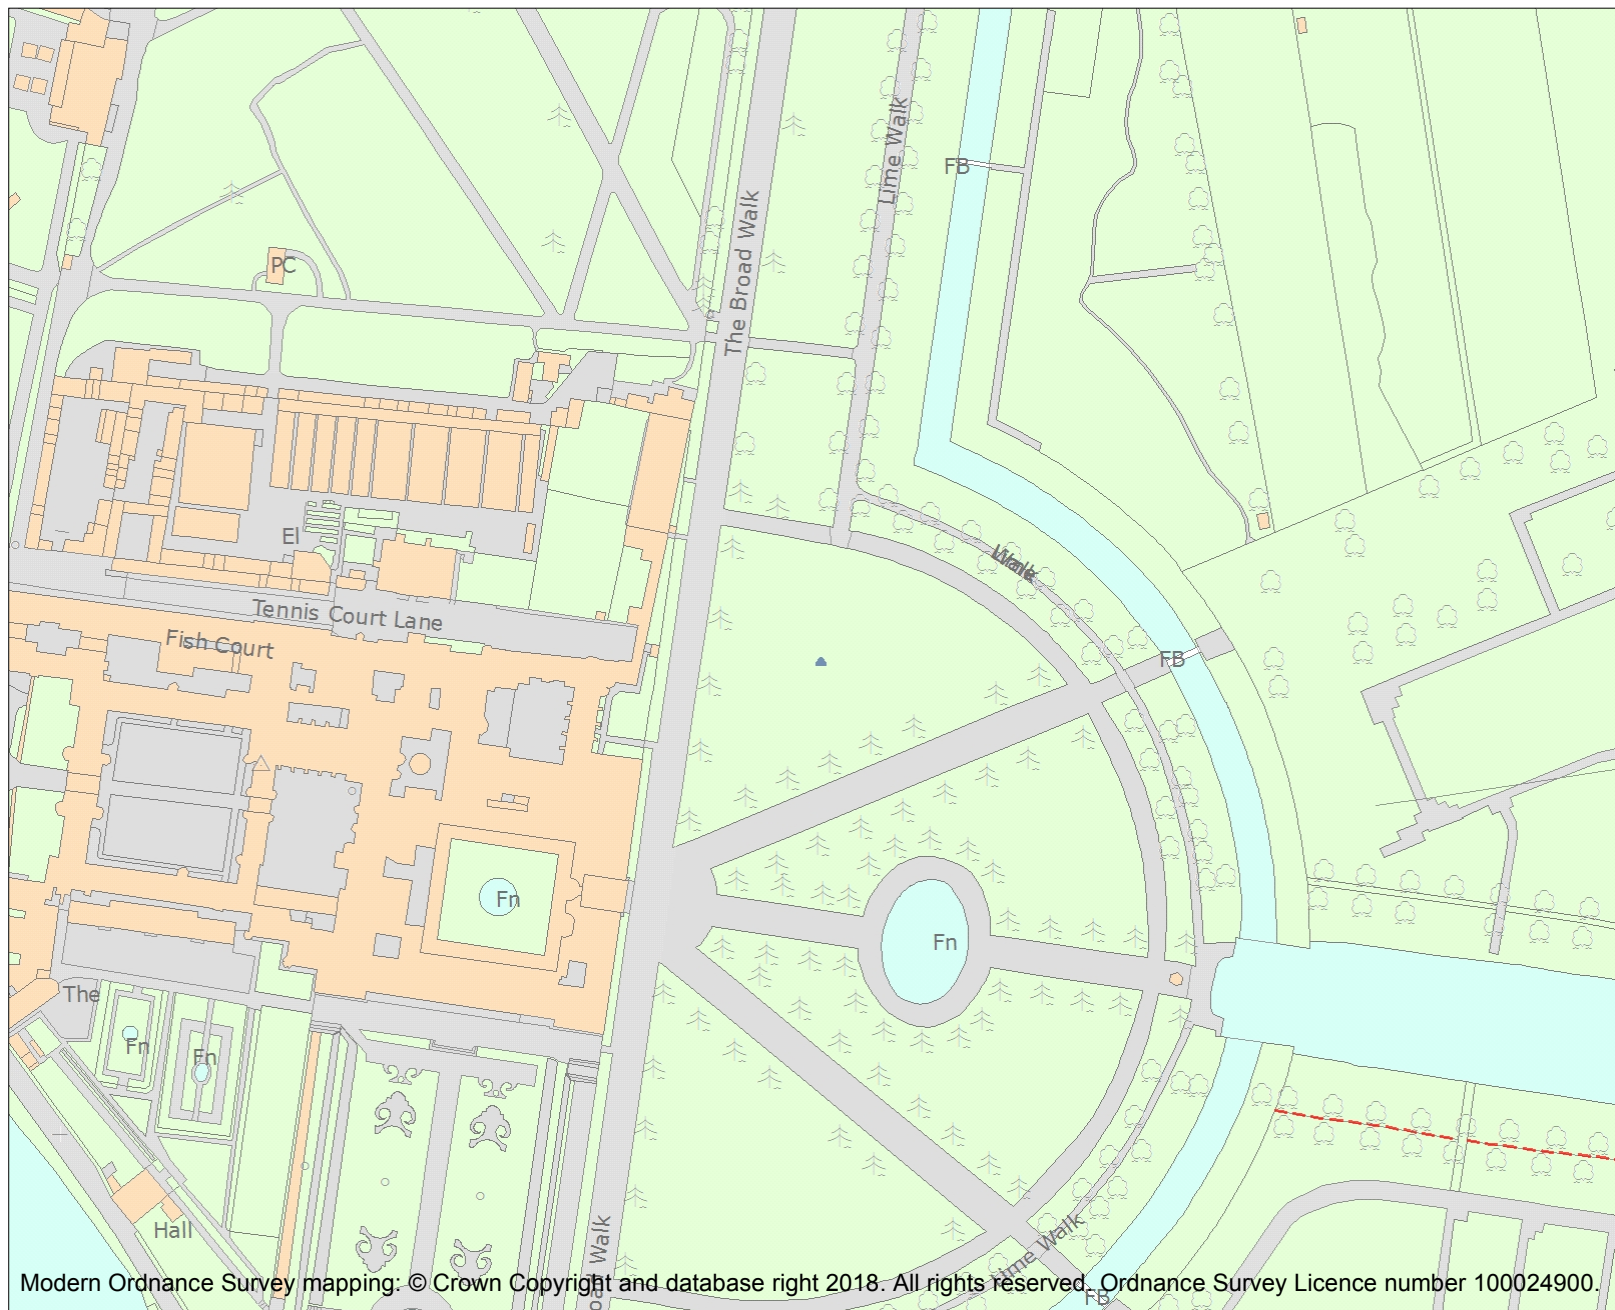 Lime Walk
FB
The Broad Walk
PC
El
Lime
Walk
Tennis Court Lane
Fish Court
FB
Fn
Fn
The
Fn
Fn
Hall
Broad Walk
Lime Walk
FB
Modern Ordnance Survey mapping: © Crown Copyright and database right 2018. All rights reserved. Ordnance Survey Licence number 100024900.